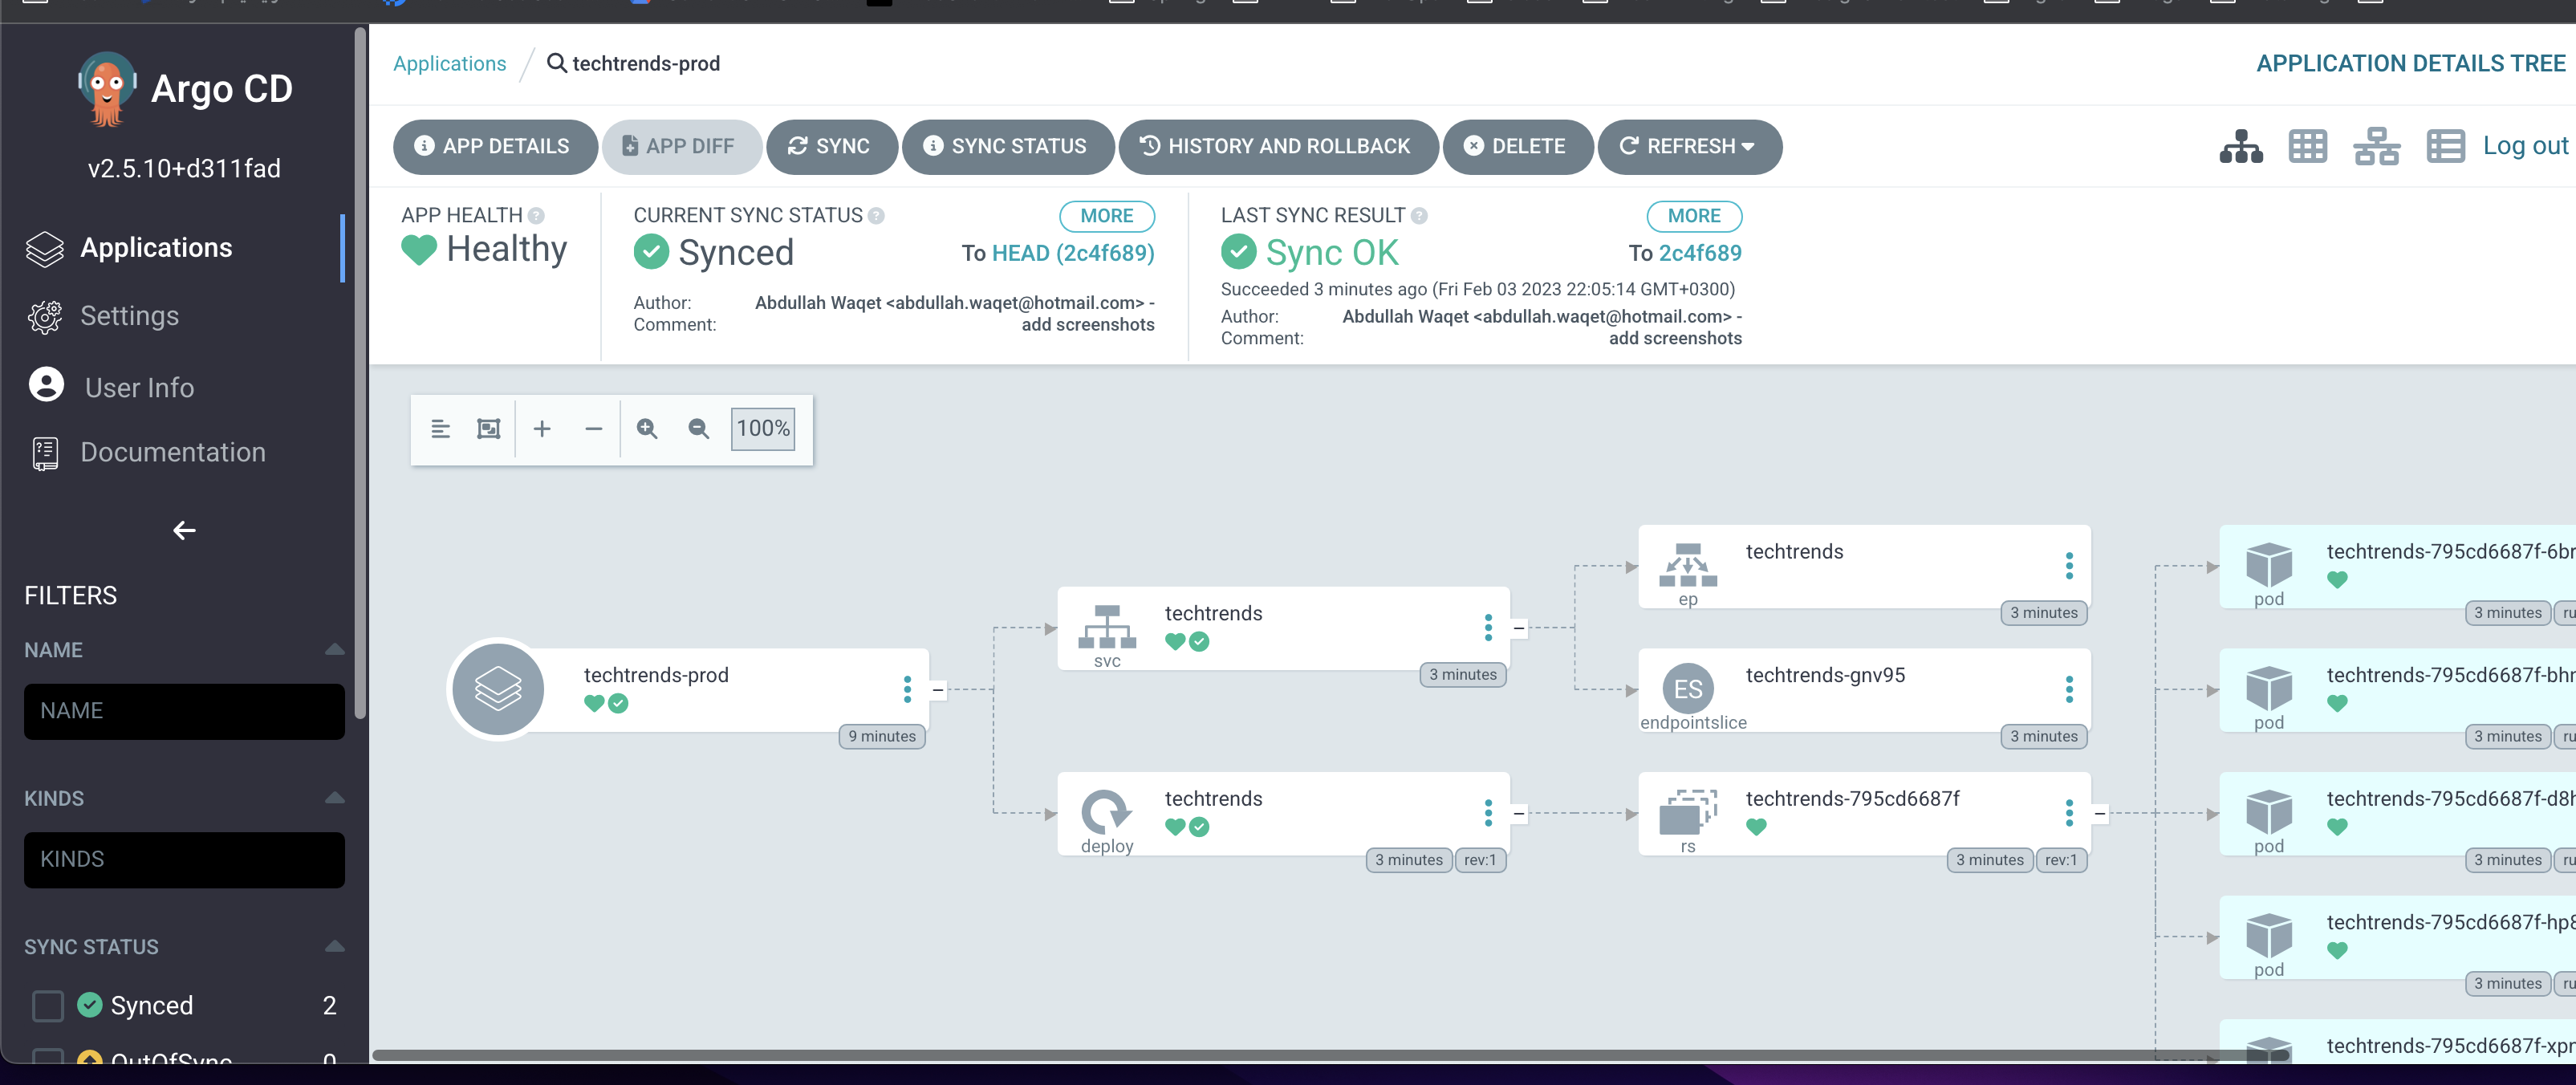 Argo CD
v2.5.10+d311fad
Applications
Settings
User Info
Documentation
FILTERS
NAME
NAME
KINDS
KINDS
SYNC STATUS
Synced 2
OutOfSync 0
Applications / techtrends-prod
APPLICATION DETAILS TREE
APP DETAILS
APP DIFF
SYNC
SYNC STATUS
HISTORY AND ROLLBACK
DELETE
REFRESH
Log out
APP HEALTH
Healthy
CURRENT SYNC STATUS
MORE
Synced
To HEAD (2c4f689)
Author: Abdullah Waqet <abdullah.waqet@hotmail.com> -
Comment: add screenshots
LAST SYNC RESULT
MORE
Sync OK
To 2c4f689
Succeeded 3 minutes ago (Fri Feb 03 2023 22:05:14 GMT+0300)
Author: Abdullah Waqet <abdullah.waqet@hotmail.com> -
Comment: add screenshots
100%
techtrends-prod
9 minutes
techtrends
svc
3 minutes
techtrends
deploy
3 minutes rev:1
techtrends
ep
3 minutes
techtrends-gnv95
ES
endpointslice
3 minutes
techtrends-795cd6687f
rs
3 minutes rev:1
techtrends-795cd6687f-6br
pod
3 minutes ru
techtrends-795cd6687f-bhr
pod
3 minutes ru
techtrends-795cd6687f-d8h
pod
3 minutes ru
techtrends-795cd6687f-hp8
pod
3 minutes ru
techtrends-795cd6687f-xpr